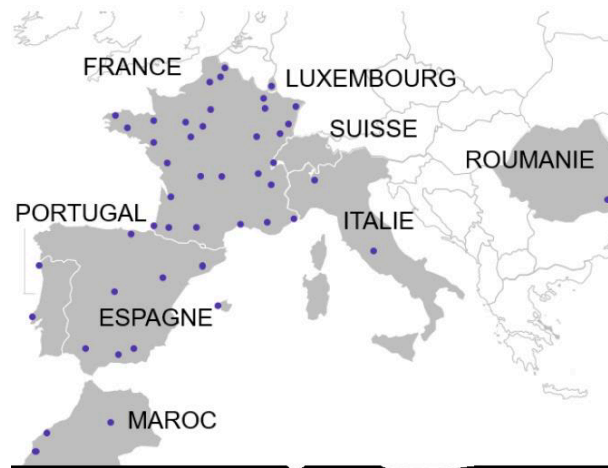 FRANCE
LUXEMBOURG
SUISSE
ROUMANIE
PORTUGAL
ITALIE
ESPAGNE
MAROC